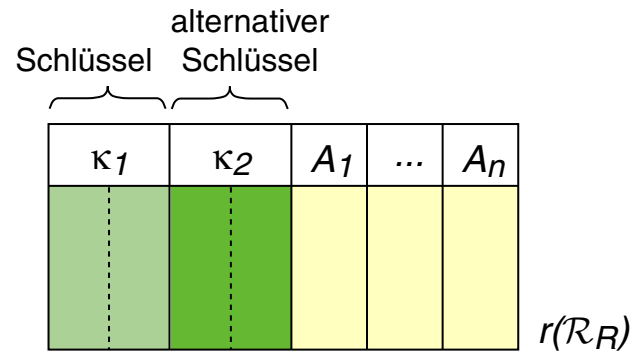 alternativer
Schlüssel Schlüssel
κ1 κ2 A1 ... An
r(ℛR)